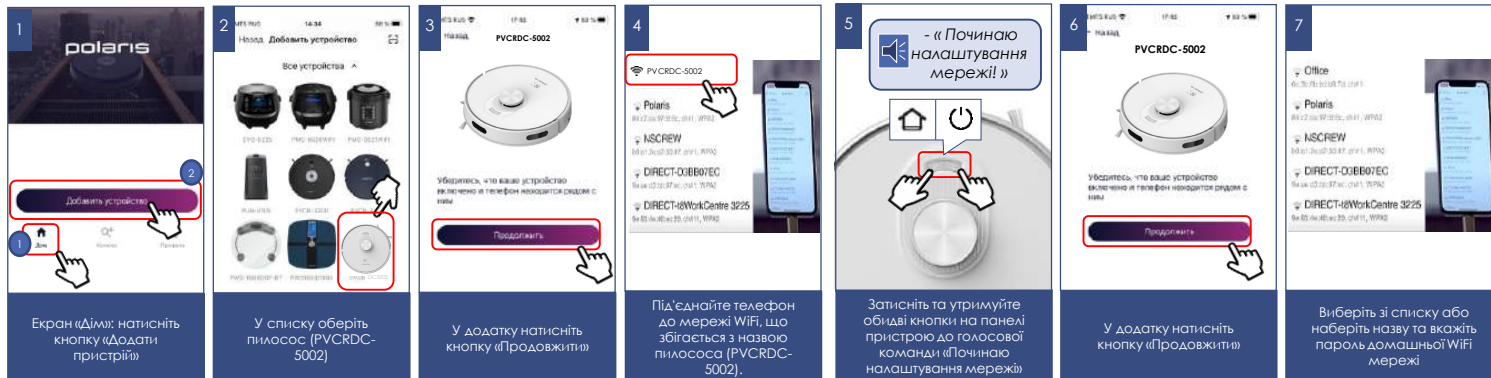 1
polaris
2
Добавить устройство
1
Дом
Екран «Дім»: натисніть
кнопку «Додати
пристрій»
2
14:34
Назад Добавить устройство
Все устройства
У списку оберіть
пилосос (PVCRDC-
5002)
3
Назад
PVCRDC-5002
Убедитесь, что ваше устройство
включено и телефон находится рядом с
ним
Продолжить
У додатку натисніть
кнопку «Продовжити»
4
PVCRDC-5002
Polaris
NSCREW
DIRECT-D3BB07EC
DIRECT-t8WorkCentre 3225
Під'єднайте телефон
до мережі WiFi, що
збігається з назвою
пилососа (PVCRDC-
5002).
5
- « Починаю
налаштування
мережі! »
Затисніть та утримуйте
обидві кнопки на панелі
пристрою до голосової
команди «Починаю
налаштування мережі»
6
Назад
PVCRDC-5002
Убедитесь, что ваше устройство
включено и телефон находится рядом с
ним
Продолжить
У додатку натисніть
кнопку «Продовжити»
7
Office
Polaris
NSCREW
DIRECT-D3BB07EC
DIRECT-t8WorkCentre 3225
Виберіть зі списку або
наберіть назву та вкажіть
пароль домашньої WiFi
мережі